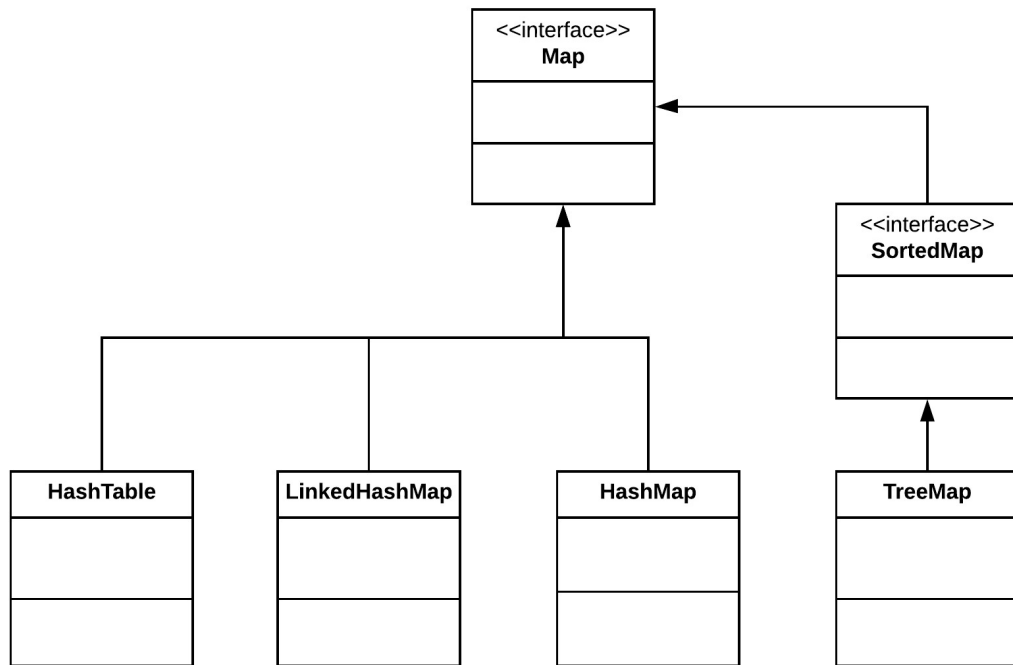 <<interface>>
Map
<<interface>>
SortedMap
HashTable
LinkedHashMap
HashMap
TreeMap